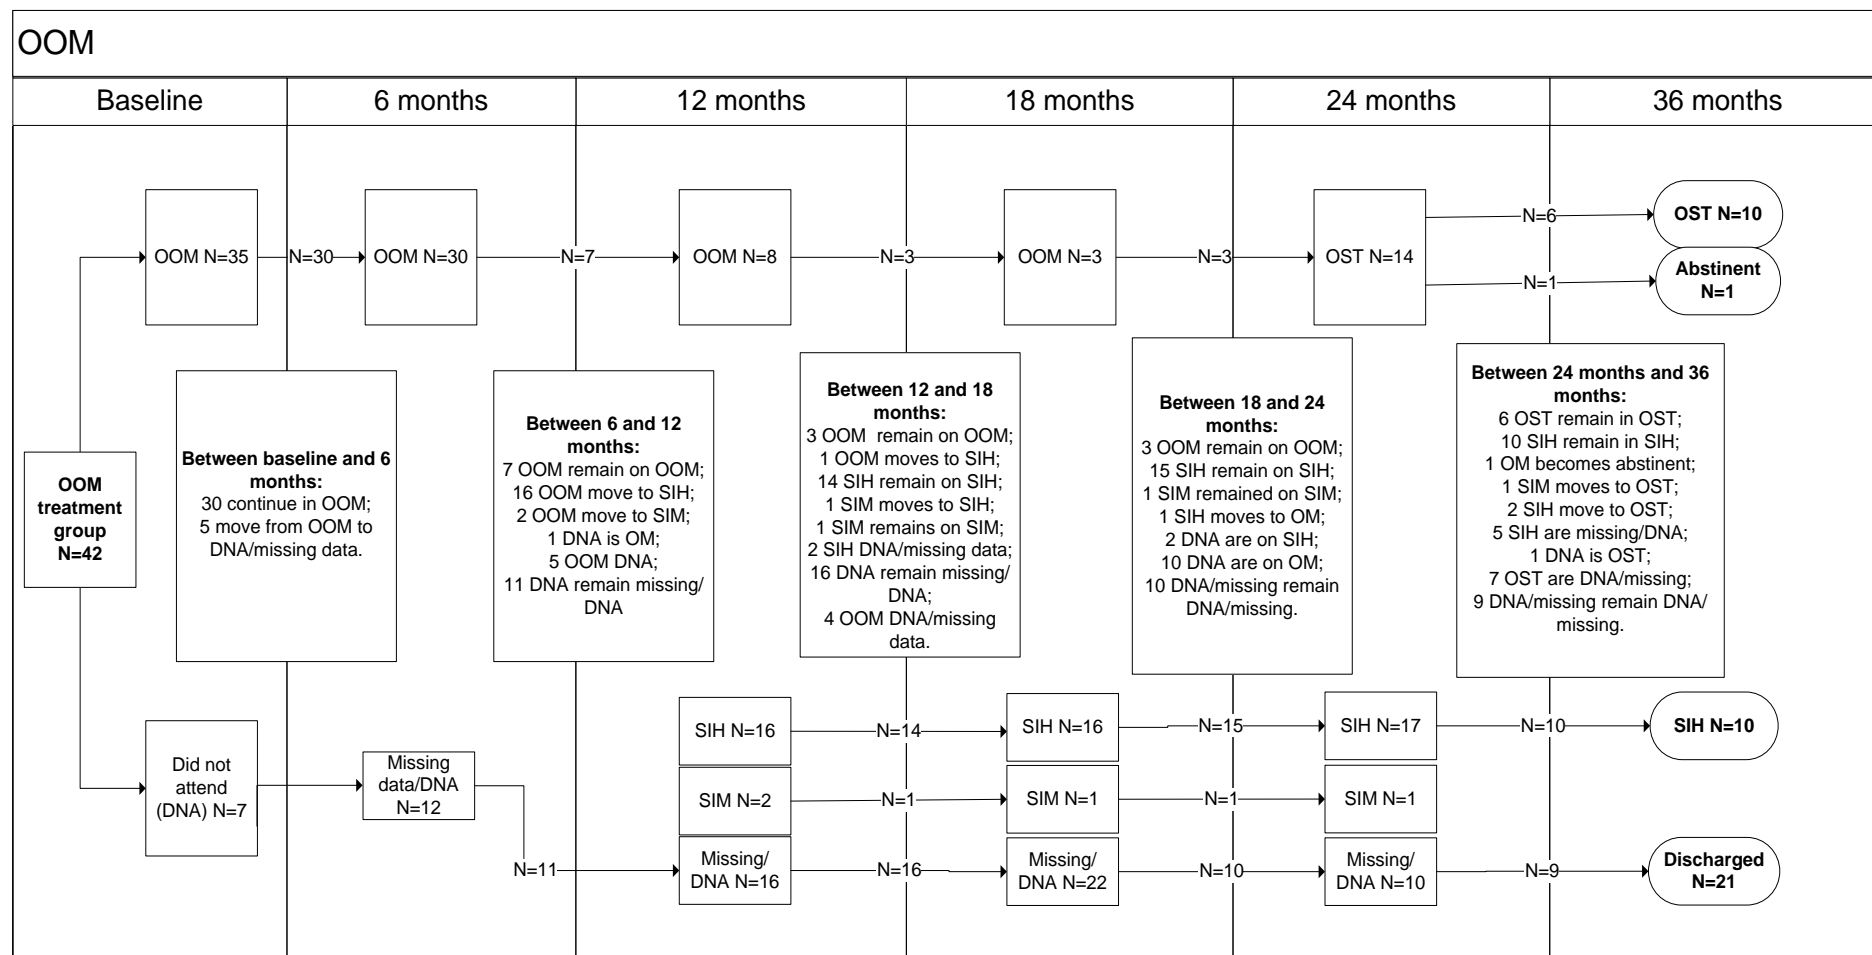 OOM
Baseline
6 months
12 months
18 months
24 months
36 months
OOM N=35
N=30
OOM N=30
N=7
OOM N=8
N=3
OOM N=3
N=3
OST N=14
N=6
OST N=10
N=1
Abstinent
N=1
OOM
treatment
group
N=42
Between baseline and 6
months:
30 continue in OOM;
5 move from OOM to
DNA/missing data.
Between 6 and 12
months:
7 OOM remain on OOM;
16 OOM move to SIH;
2 OOM move to SIM;
1 DNA is OM;
5 OOM DNA;
11 DNA remain missing/
DNA
Between 12 and 18
months:
3 OOM remain on OOM;
1 OOM moves to SIH;
14 SIH remain on SIH;
1 SIM moves to SIH;
1 SIM remains on SIM;
2 SIH DNA/missing data;
16 DNA remain missing/
DNA;
4 OOM DNA/missing
data.
Between 18 and 24
months:
3 OOM remain on OOM;
15 SIH remain on SIH;
1 SIM remained on SIM;
1 SIH moves to OM;
2 DNA are on SIH;
10 DNA are on OM;
10 DNA/missing remain
DNA/missing.
Between 24 months and 36
months:
6 OST remain in OST;
10 SIH remain in SIH;
1 OM becomes abstinent;
1 SIM moves to OST;
2 SIH move to OST;
5 SIH are missing/DNA;
1 DNA is OST;
7 OST are DNA/missing;
9 DNA/missing remain DNA/
missing.
SIH N=16
N=14
SIH N=16
N=15
SIH N=17
N=10
SIH N=10
Did not
attend
(DNA) N=7
Missing
data/DNA
N=12
SIM N=2
N=1
SIM N=1
N=1
SIM N=1
N=11
Missing/
DNA N=16
N=16
Missing/
DNA N=22
N=10
Missing/
DNA N=10
N=9
Discharged
N=21